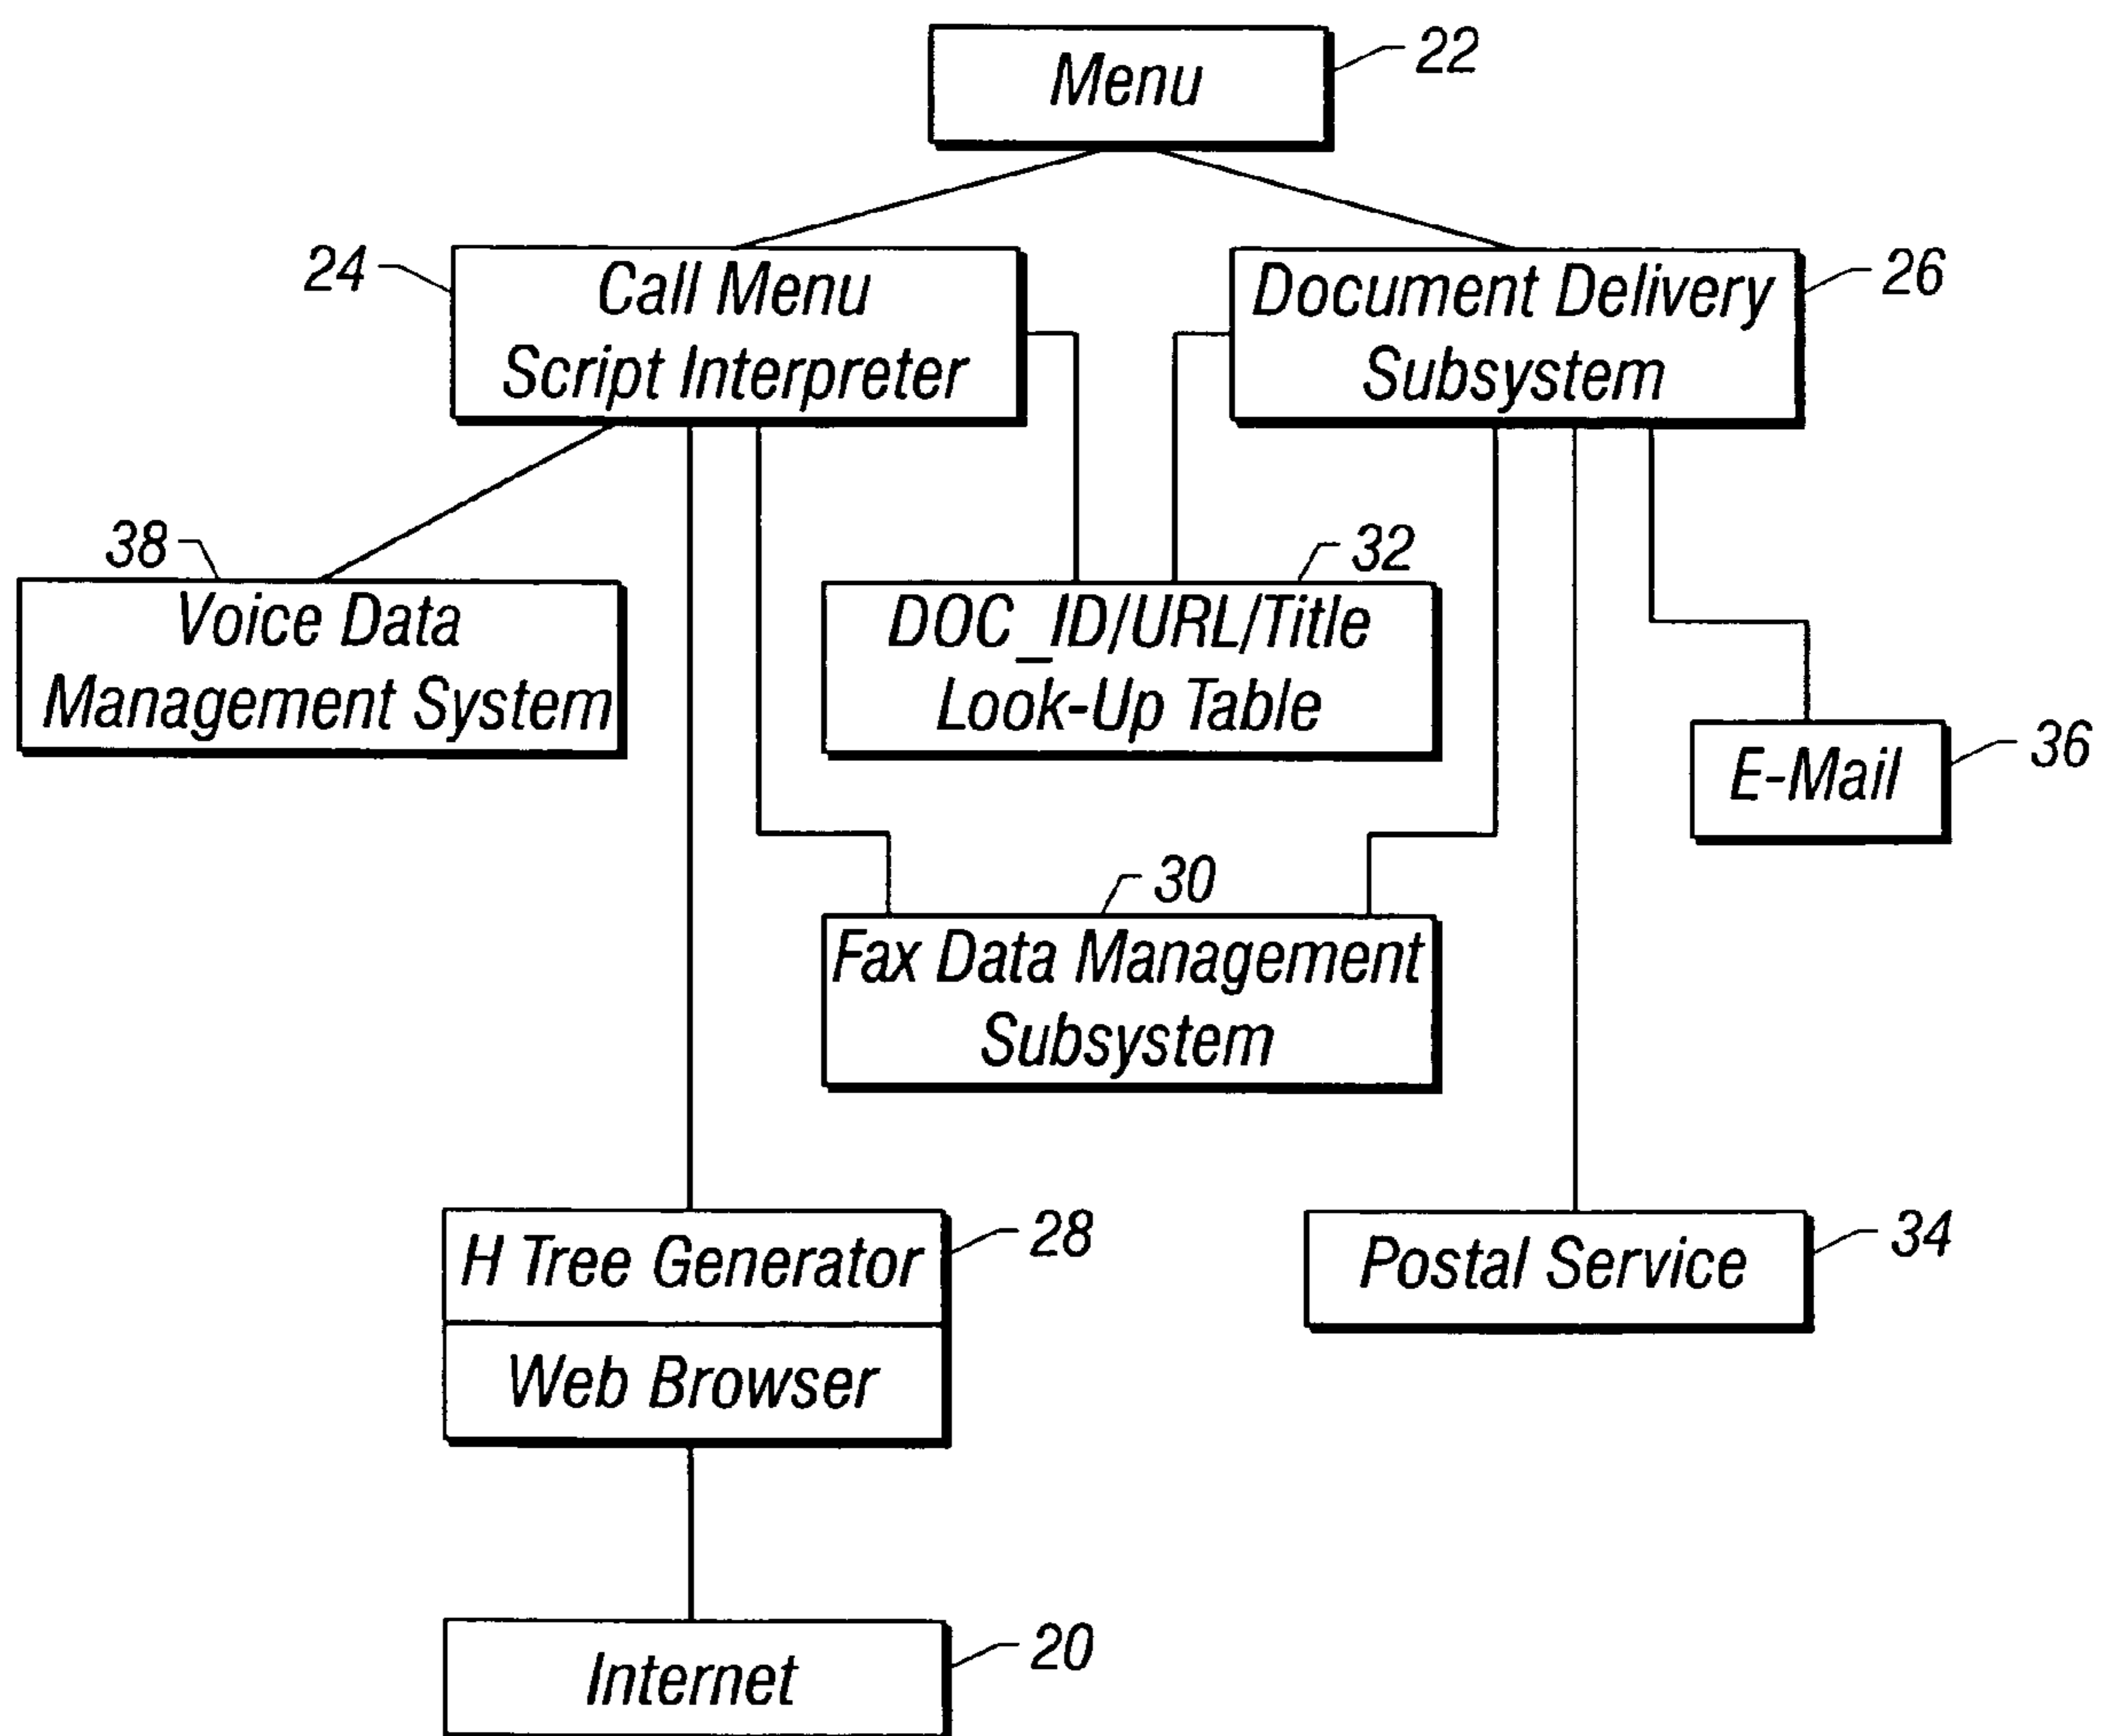 Menu
22
24
Call Menu
Script Interpreter
Document Delivery
Subsystem
26
38
Voice Data
Management System
32
DOC_ID/URL/Title
Look-Up Table
E-Mail
36
30
Fax Data Management
Subsystem
H Tree Generator
28
Web Browser
Postal Service
34
Internet
20